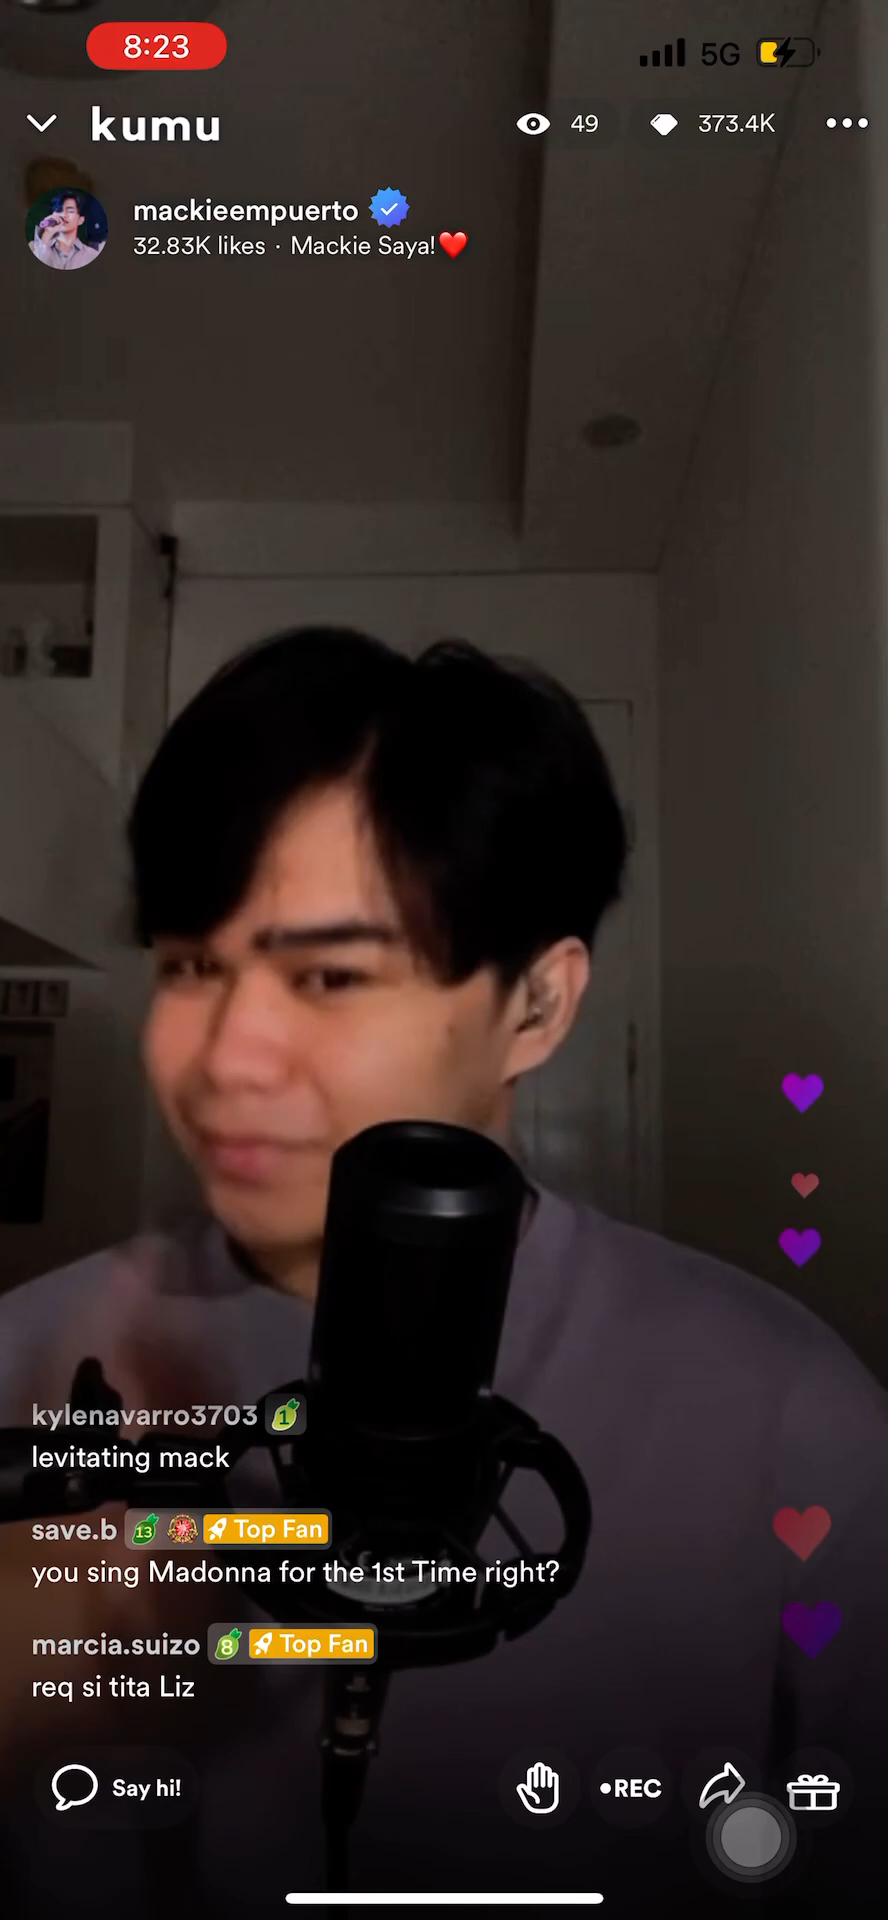 8:23
5G
kumu
49
373.4K
mackieempuerto
32.83K likes · Mackie Saya!❤️
kylenavarro3703 1
levitating mack
save.b 13 Top Fan
you sing Madonna for the 1st Time right?
marcia.suizo 8 Top Fan
req si tita Liz
Say hi!
•REC